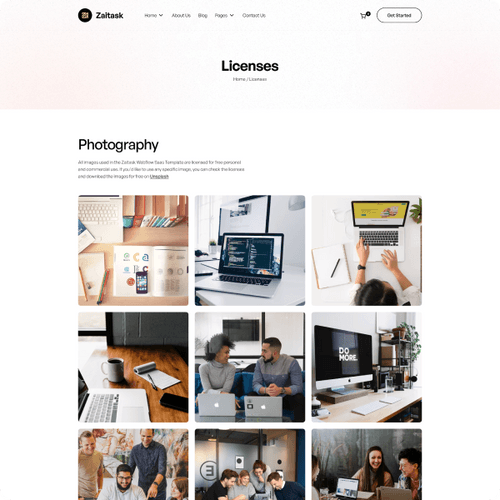 Zaitask
Home
About Us
Blog
Pages
Contact Us
Get Started
Licenses
Home / Licenses
Photography
All images used in the Zaitask Webflow SaaS Template are licensed for free personal
and commercial use. If you'd like to use any specific image, you can check the licenses
and download the images for free on Unsplash
DO
MORE.